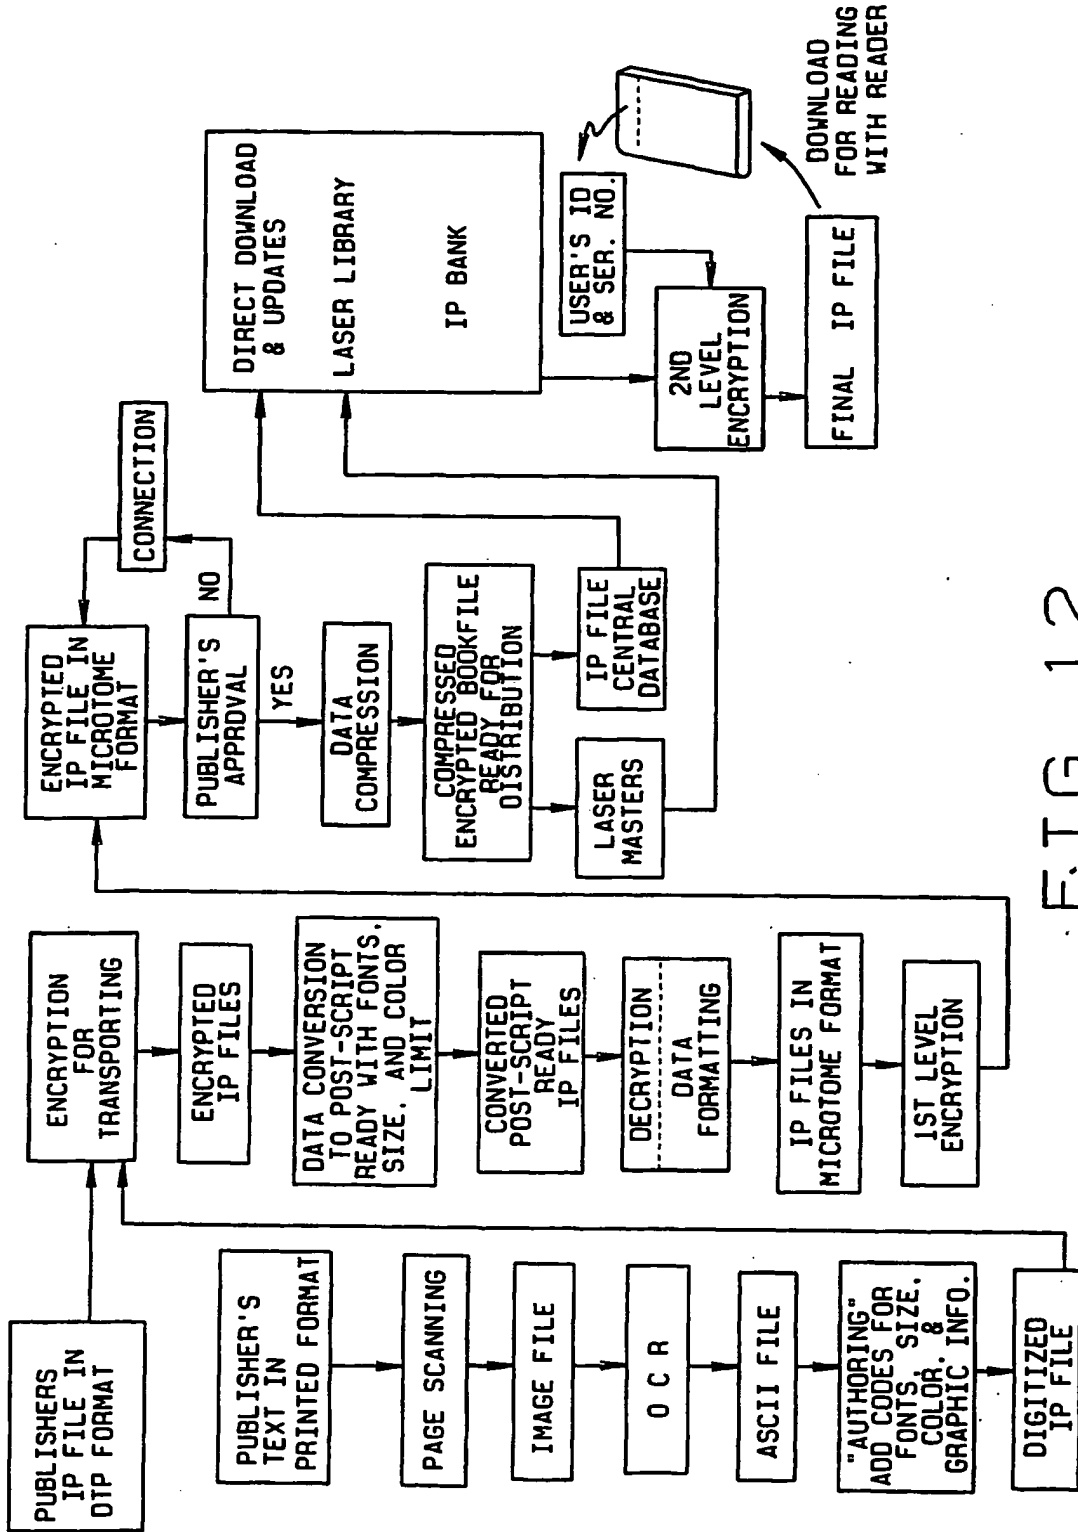 PUBLISHERS
IP FILE IN
DTP FORMAT
PUBLISHER'S
TEXT IN
PRINTED FORMAT
PAGE SCANNING
IMAGE FILE
O C R
ASCII FILE
"AUTHORING"
ADD CODES FOR
FONTS, SIZE,
COLOR, &
GRAPHIC INFO.
DIGITIZED
IP FILE
ENCRYPTION
FOR
TRANSPORTING
ENCRYPTED
IP FILES
DATA CONVERSION
TO POST-SCRIPT
READY WITH FONTS,
SIZE, AND COLOR
LIMIT
CONVERTED
POST-SCRIPT
READY
IP FILES
DECRYPTION
DATA
FORMATTING
IP FILES IN
MICROTOME FORMAT
1ST LEVEL
ENCRYPTION
ENCRYPTED
IP FILE IN
MICROTOME
FORMAT
CONNECTION
PUBLISHER'S
APPROVAL
NO
YES
DATA
COMPRESSION
COMPRESSED
ENCRYPTED BOOKFILE
READY FOR
DISTRIBUTION
LASER
MASTERS
IP FILE
CENTRAL
DATABASE
DIRECT DOWNLOAD
& UPDATES
LASER LIBRARY
IP BANK
USER'S ID
& SER. NO.
2ND
LEVEL
ENCRYPTION
FINAL IP FILE
DOWNLOAD
FOR READING
WITH READER
FIG 12